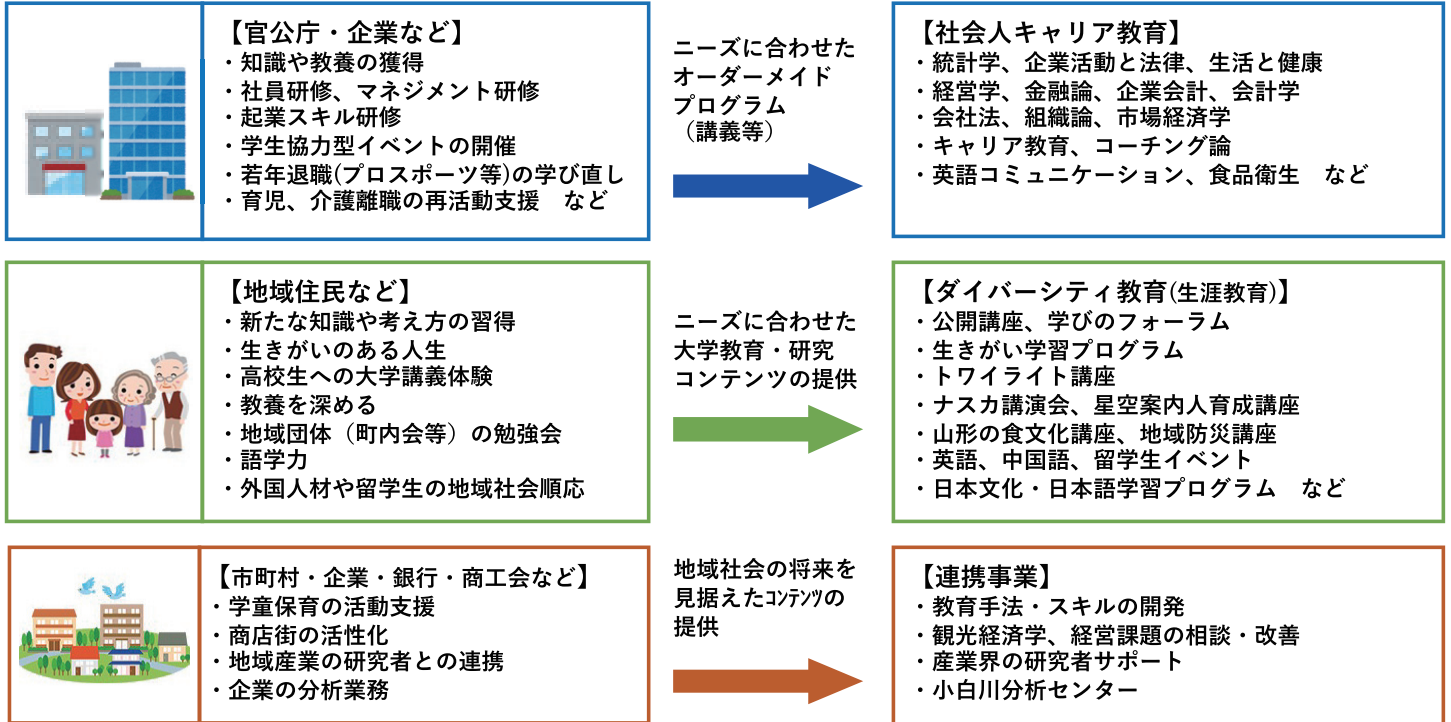 【官公庁・企業など】
・知識や教養の獲得
・社員研修、マネジメント研修
・起業スキル研修
・学生協力型イベントの開催
・若年退職(プロスポーツ等)の学び直し
・育児、介護離職の再活動支援　など
ニーズに合わせた
オーダーメイド
プログラム
（講義等）
【社会人キャリア教育】
・統計学、企業活動と法律、生活と健康
・経営学、金融論、企業会計、会計学
・会社法、組織論、市場経済学
・キャリア教育、コーチング論
・英語コミュニケーション、食品衛生　など
【地域住民など】
・新たな知識や考え方の習得
・生きがいのある人生
・高校生への大学講義体験
・教養を深める
・地域団体（町内会等）の勉強会
・語学力
・外国人材や留学生の地域社会順応
ニーズに合わせた
大学教育・研究
コンテンツの提供
【ダイバーシティ教育(生涯教育)】
・公開講座、学びのフォーラム
・生きがい学習プログラム
・トワイライト講座
・ナスカ講演会、星空案内人育成講座
・山形の食文化講座、地域防災講座
・英語、中国語、留学生イベント
・日本文化・日本語学習プログラム　など
【市町村・企業・銀行・商工会など】
・学童保育の活動支援
・商店街の活性化
・地域産業の研究者との連携
・企業の分析業務
地域社会の将来を
見据えたｺﾝﾃﾝﾂの
提供
【連携事業】
・教育手法・スキルの開発
・観光経済学、経営課題の相談・改善
・産業界の研究者サポート
・小白川分析センター